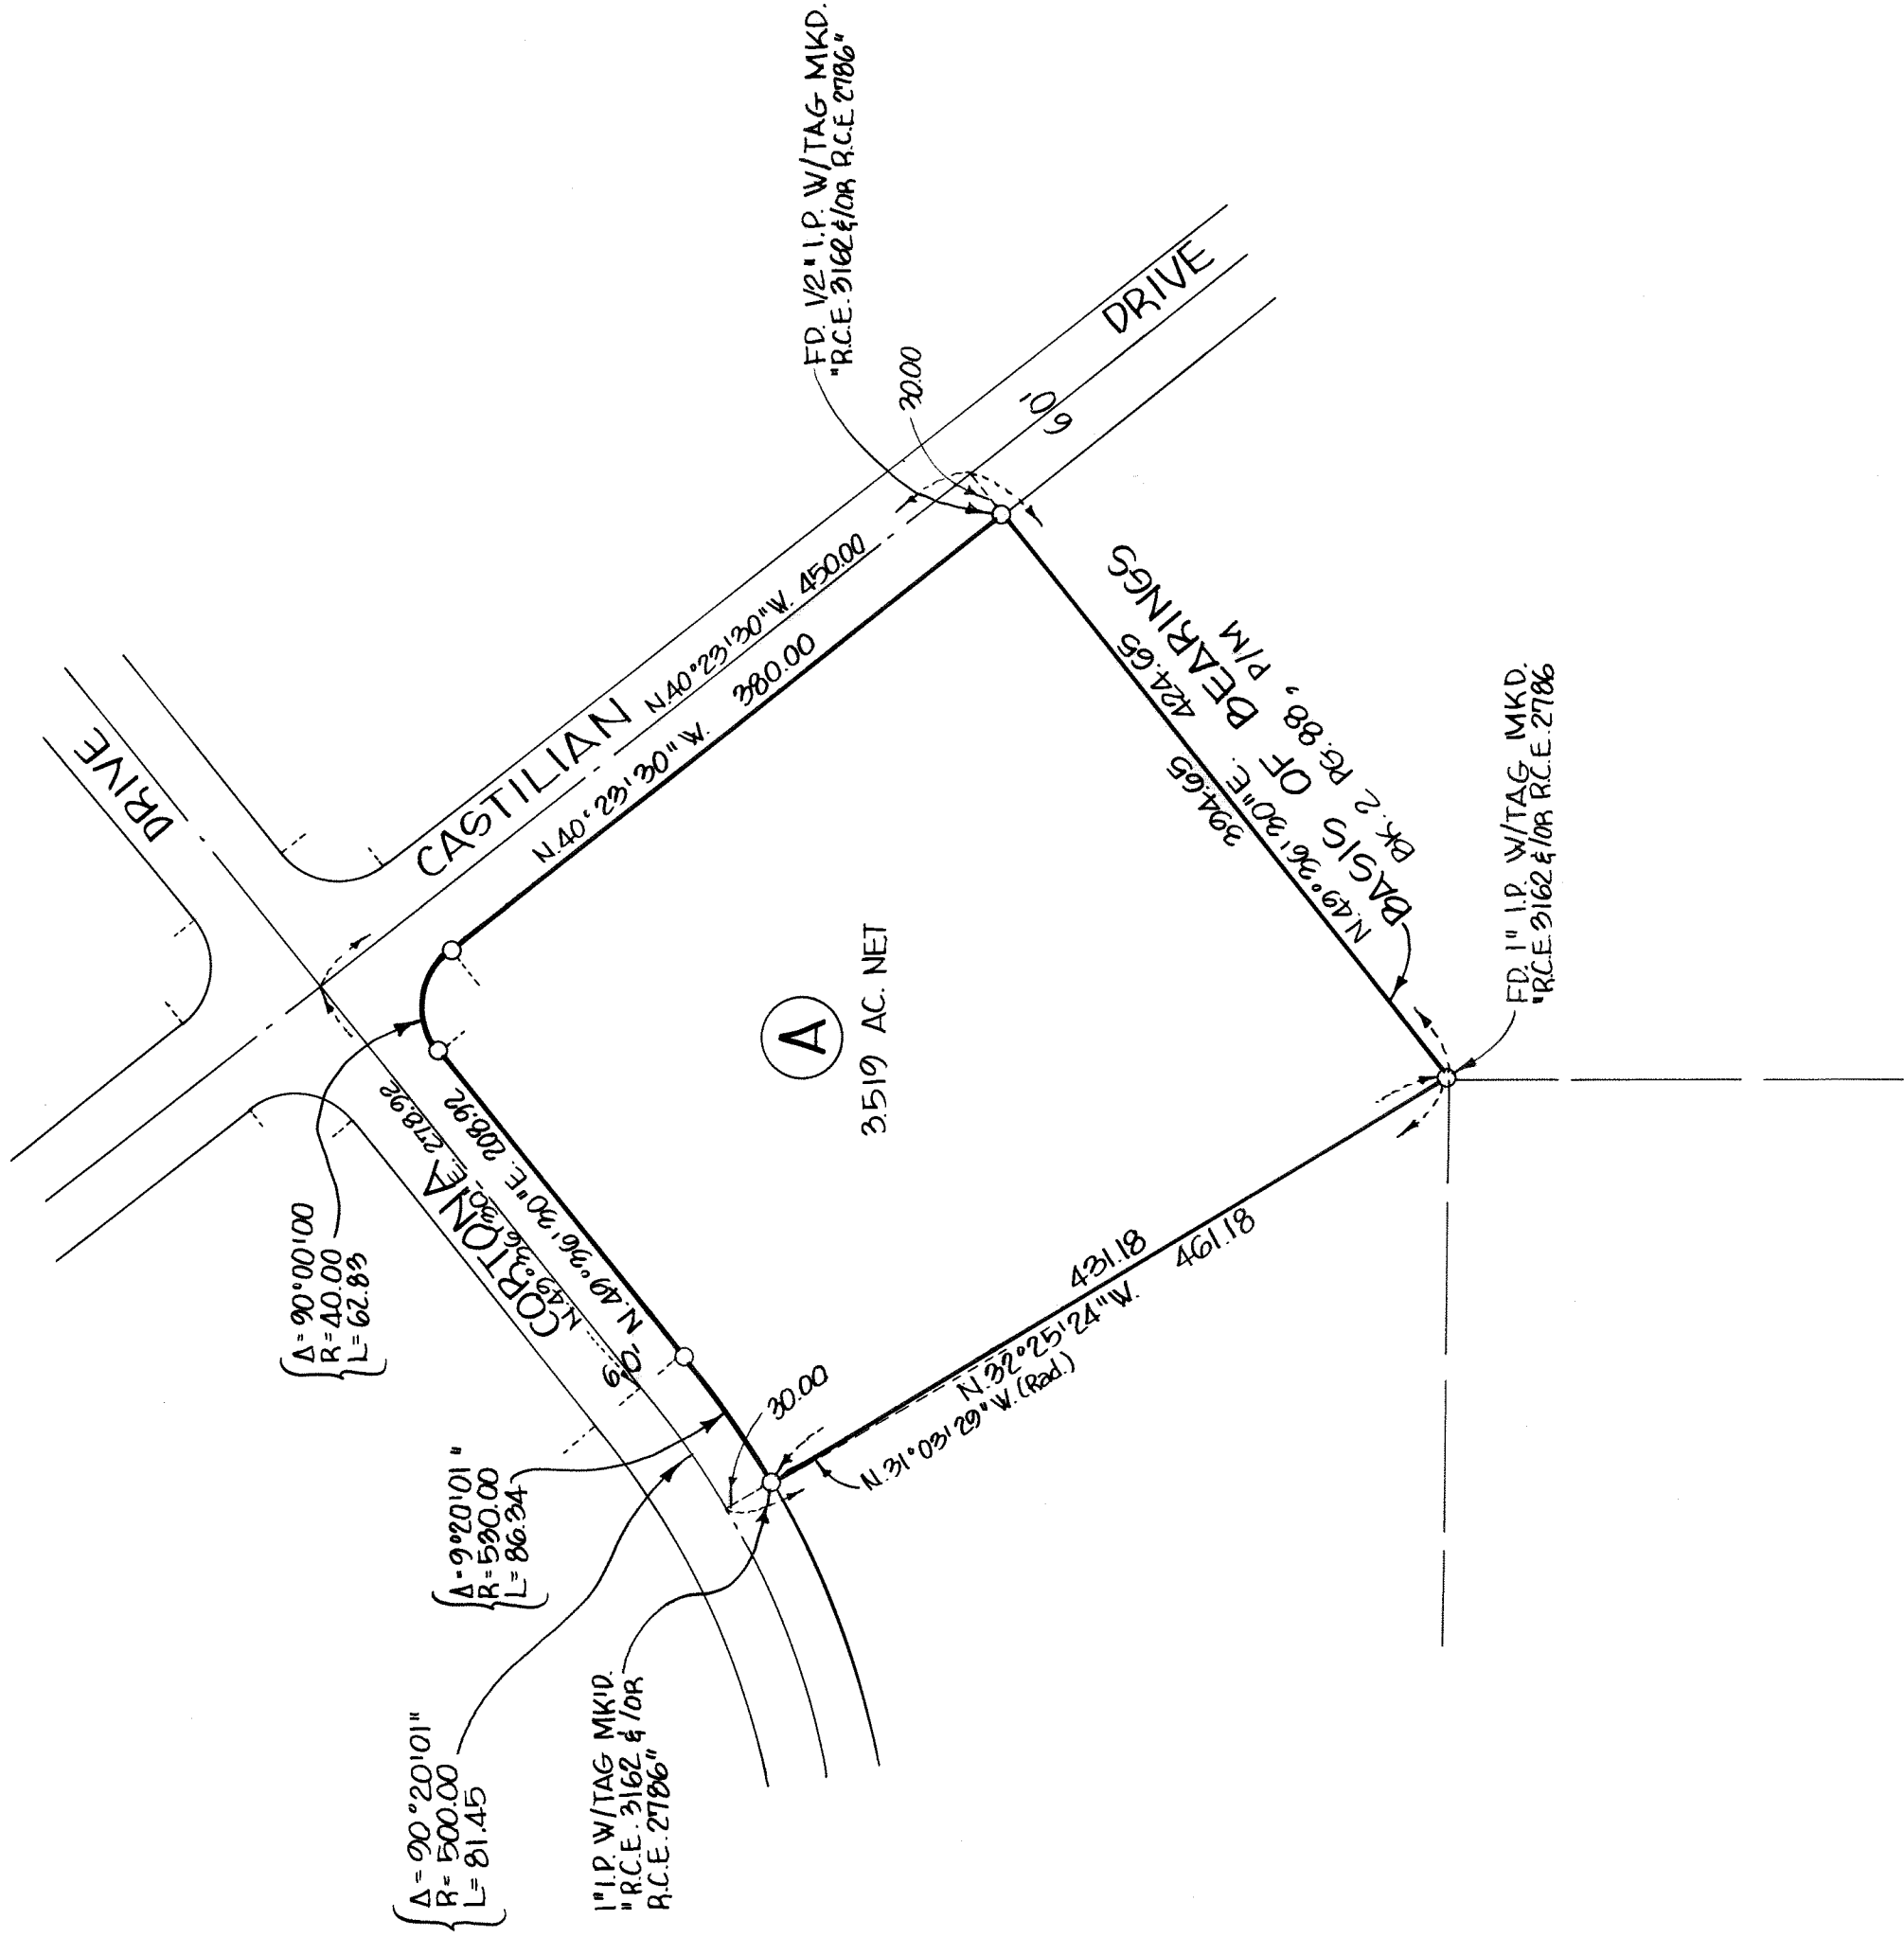 DRIVE
CASTILIAN
DRIVE
60'
N.40°23'30"W. 450.00
N.40°23'30"W. 380.00
FD. 1/2" I.P. W/TAG MKD.
"R.C.E. 3162 &/OR R.C.E 2786"
30.00
424.65
394.65
N.49°36'30"E.
BASIS OF BEARINGS
BK. 2 PG. 88, P/M
FD. 1" I.P. W/TAG MKD.
"R.C.E 3162 &/OR R.C.E. 2786
A
3.519 AC. NET
Δ=90°00'00
R=40.00
L=62.83
CORTONA
N.49°36'30"E. 278.92
N.49°36'30"E. 208.92
60'
Δ=9°20'01"
R=530.00
L=86.34
30.00
Δ=90°20'01"
R=500.00
L=81.45
1" I.P. W/TAG MK'D.
"R.C.E. 3162 & /OR
R.C.E. 2786"
431.18
461.18
N.32°25'24"W.
N.31°03'29"W. (Rad.)